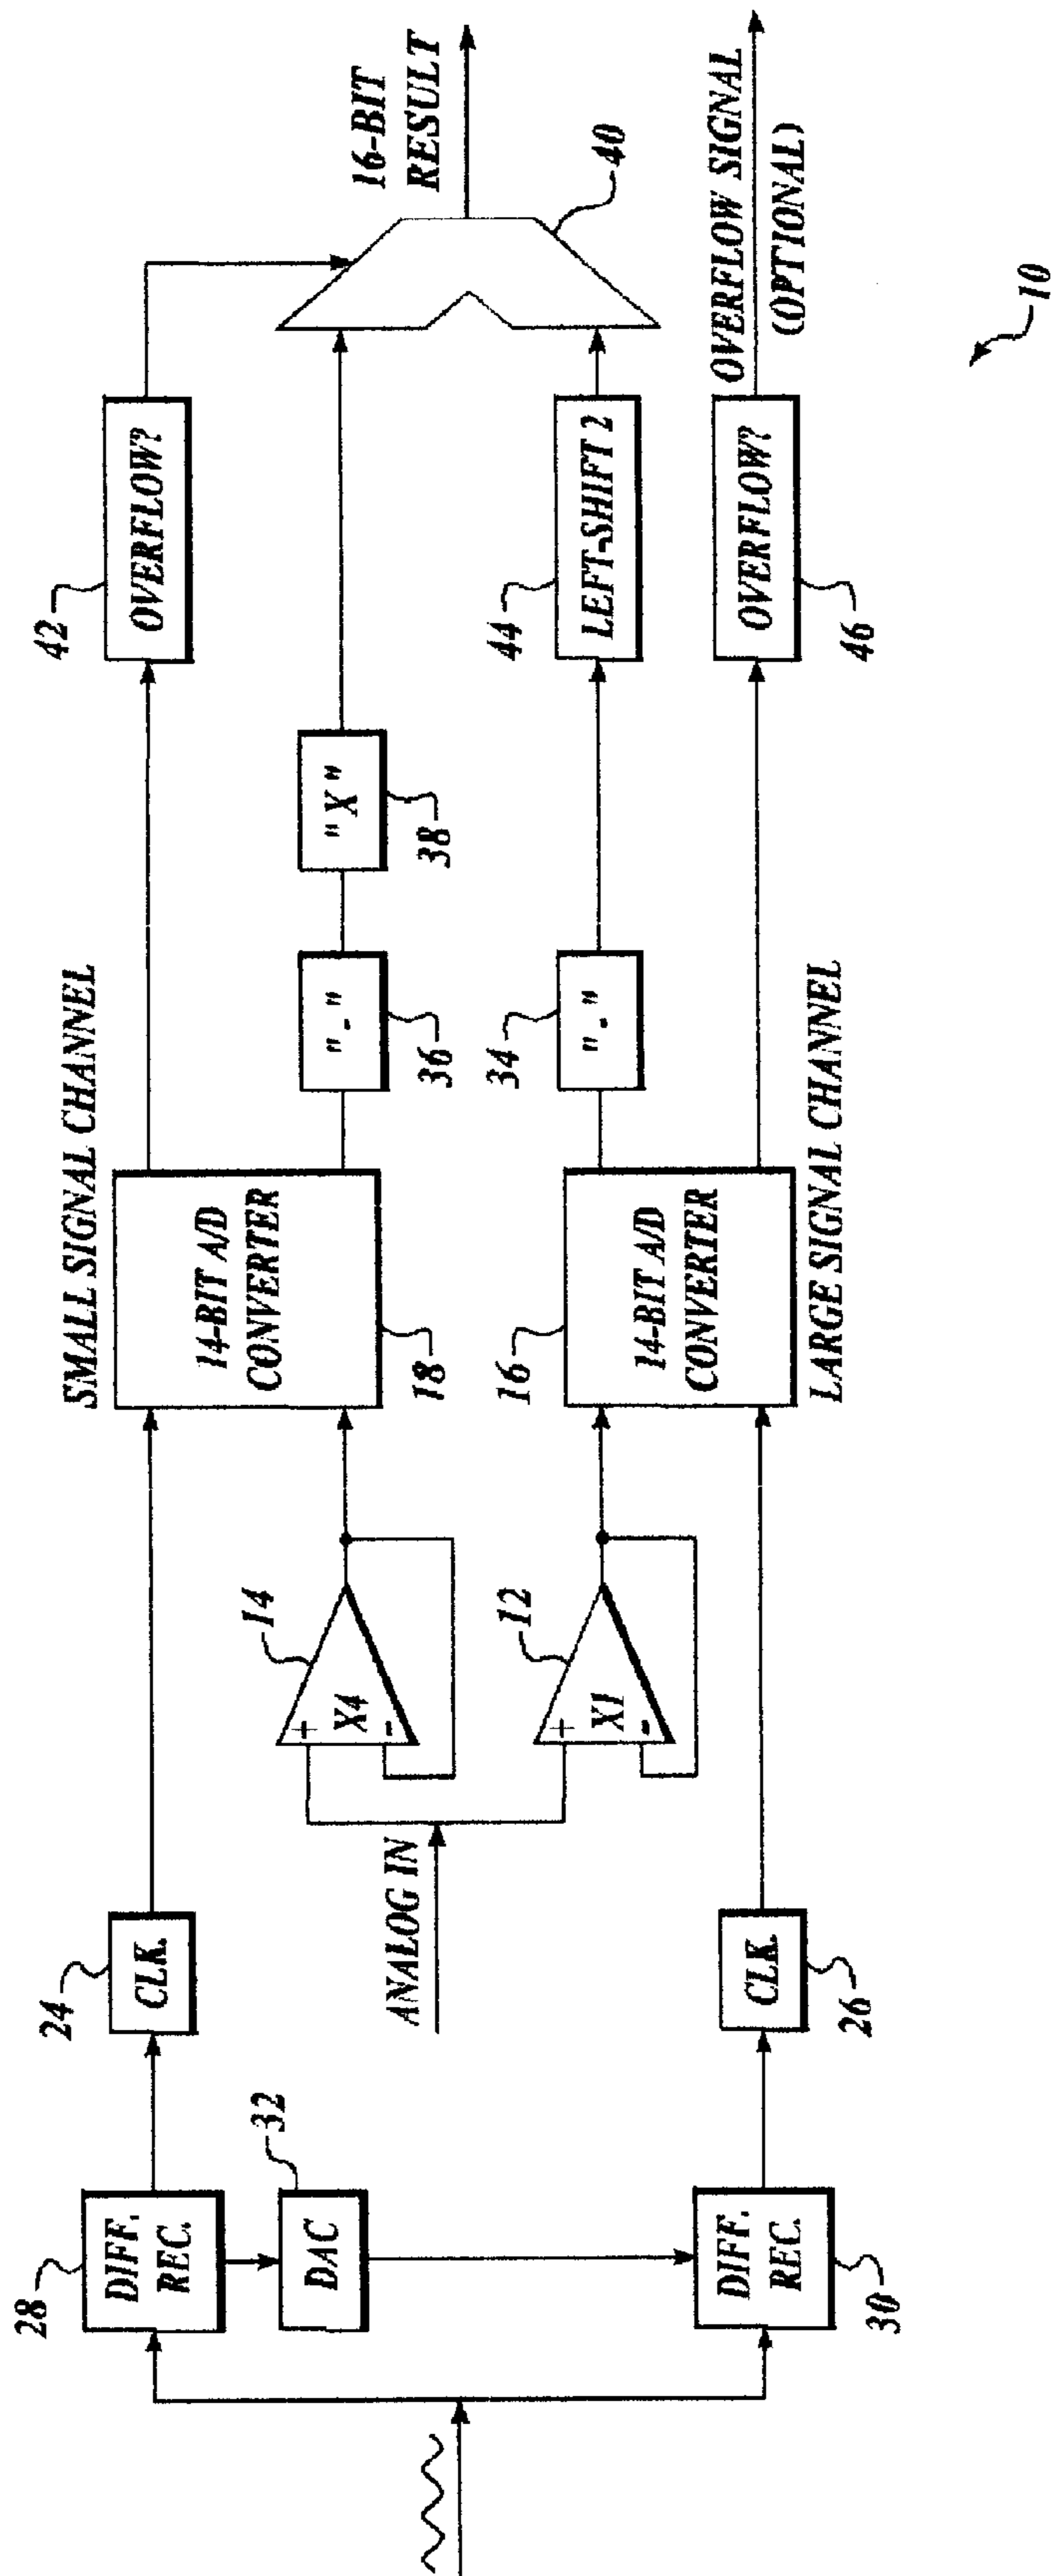 28
DIFF.
REC.
32
DAC
DIFF.
REC.
30
24
CLK.
CLK.
26
ANALOG IN
14
+
X4
-
12
+
X1
-
SMALL SIGNAL CHANNEL
14-BIT A/D
CONVERTER
18
16
14-BIT A/D
CONVERTER
LARGE SIGNAL CHANNEL
"-"
36
34
"-"
"X"
38
42
OVERFLOW?
44
LEFT-SHIFT 2
OVERFLOW?
46
16-BIT
RESULT
40
OVERFLOW SIGNAL
(OPTIONAL)
10